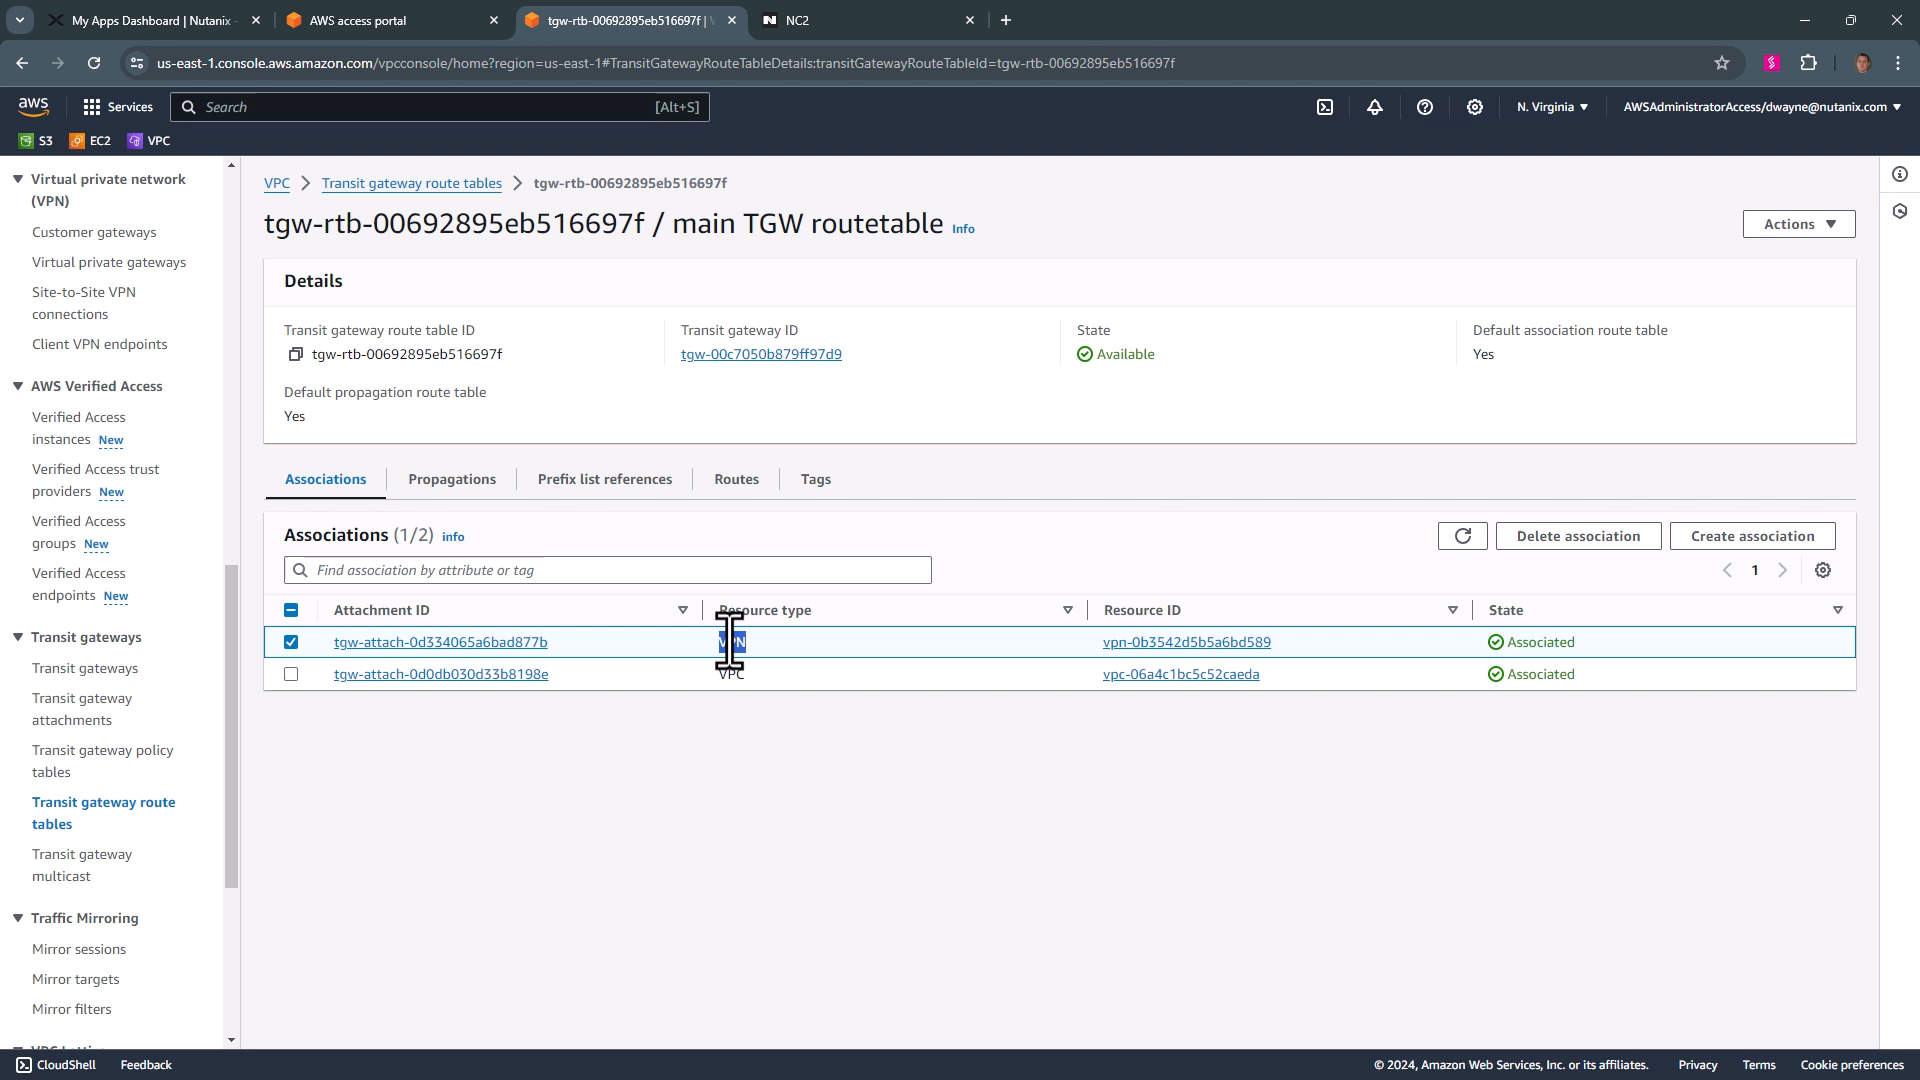 My Apps Dashboard | Nutanix
AWS access portal
tgw-rtb-00692895eb516697f |
NC2
us-east-1.console.aws.amazon.com/vpcconsole/home?region=us-east-1#TransitGatewayRouteTableDetails:transitGatewayRouteTableId=tgw-rtb-00692895eb516697f
aws
Services
Search
[Alt+S]
N. Virginia
AWSAdministratorAccess/dwayne@nutanix.com
S3
EC2
VPC
Virtual private network
(VPN)
Customer gateways
Virtual private gateways
Site-to-Site VPN
connections
Client VPN endpoints
AWS Verified Access
Verified Access
instances New
Verified Access trust
providers New
Verified Access
groups New
Verified Access
endpoints New
Transit gateways
Transit gateways
Transit gateway
attachments
Transit gateway policy
tables
Transit gateway route
tables
Transit gateway
multicast
Traffic Mirroring
Mirror sessions
Mirror targets
Mirror filters
VPC > Transit gateway route tables > tgw-rtb-00692895eb516697f
tgw-rtb-00692895eb516697f / main TGW routetable Info
Actions
Details
Transit gateway route table ID
tgw-rtb-00692895eb516697f
Transit gateway ID
tgw-00c7050b879ff97d9
State
Available
Default association route table
Yes
Default propagation route table
Yes
Associations
Propagations
Prefix list references
Routes
Tags
Associations (1/2) info
Delete association
Create association
Find association by attribute or tag
1
Attachment ID
Resource type
Resource ID
State
tgw-attach-0d334065a6bad877b
VPN
vpn-0b3542d5b5a6bd589
Associated
tgw-attach-0d0db030d33b8198e
VPC
vpc-06a4c1bc5c52caeda
Associated
CloudShell
Feedback
© 2024, Amazon Web Services, Inc. or its affiliates.
Privacy
Terms
Cookie preferences